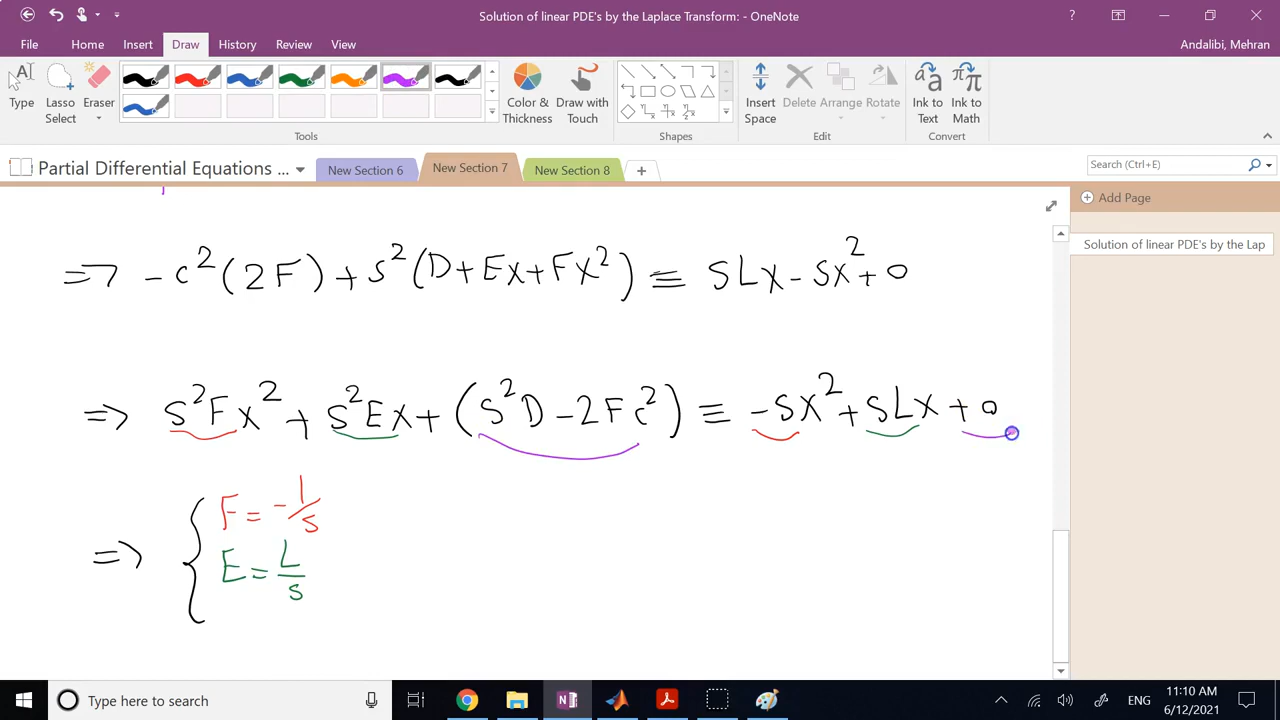 Solution of linear PDE's by the Laplace Transform: - OneNote
Andalibi, Mehran
File Home Insert Draw History Review View
Type
Lasso Select
Eraser
Color & Thickness
Draw with Touch
Insert Space
Delete
Arrange
Rotate
Ink to Text
Ink to Math
Tools
Shapes
Edit
Convert
Partial Differential Equations ...
New Section 6
New Section 7
New Section 8
Search (Ctrl+E)
Add Page
Solution of linear PDE's by the Lap
=> -c²(2F) + s²(D+Ex+Fx²) ≡ sLx - sx² + 0
=> s²Fx² + s²Ex + (s²D - 2Fc²) ≡ -sx² + sLx + 0
=> { F = -1/s
E = L/s
Type here to search
ENG
11:10 AM
6/12/2021